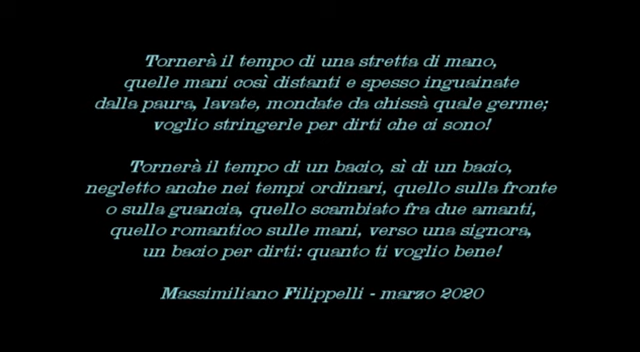 Tornerà il tempo di una stretta di mano,
quelle mani così distanti e spesso inguainate
dalla paura, lavate, mondate da chissà quale germe;
voglio stringerle per dirti che ci sono!
Tornerà il tempo di un bacio, sì di un bacio,
negletto anche nei tempi ordinari, quello sulla fronte
o sulla guancia, quello scambiato fra due amanti,
quello romantico sulle mani, verso una signora,
un bacio per dirti: quanto ti voglio bene!
Massimiliano Filippelli - marzo 2020